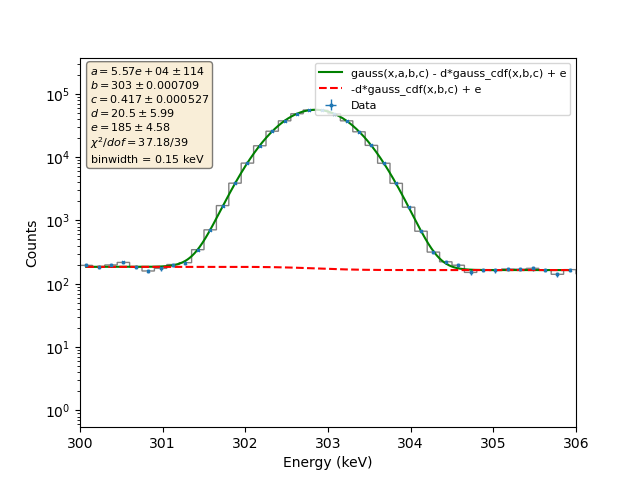 a = 5.57e + 04 ± 114
b = 303 ± 0.000709
c = 0.417 ± 0.000527
d = 20.5 ± 5.99
e = 185 ± 4.58
χ²/dof = 37.18/39
binwidth = 0.15 keV
gauss(x,a,b,c) - d*gauss_cdf(x,b,c) + e
-d*gauss_cdf(x,b,c) + e
Data
10⁵
10⁴
10³
10²
10¹
10⁰
Counts
300 301 302 303 304 305 306
Energy (keV)